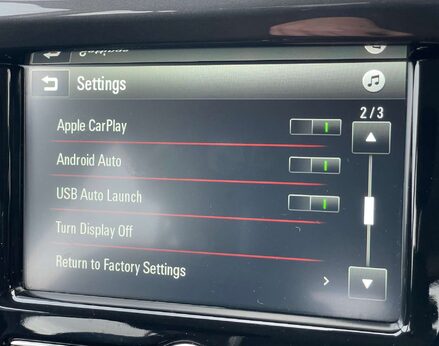 Settings
Apple CarPlay
2/3
Android Auto
USB Auto Launch
Turn Display Off
Return to Factory Settings